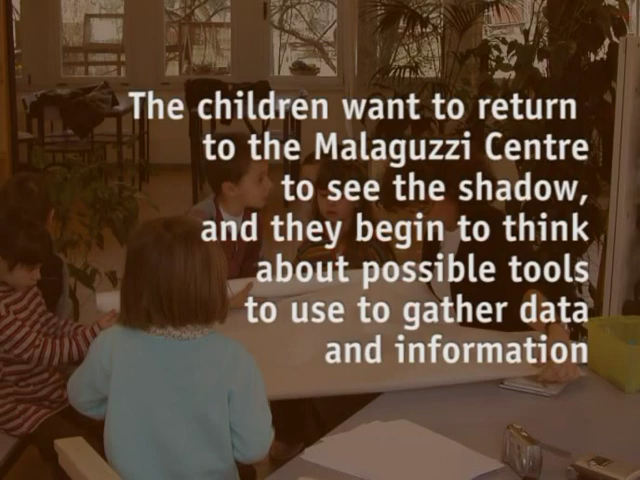 The children want to return
to the Malaguzzi Centre
to see the shadow,
and they begin to think
about possible tools
to use to gather data
and information